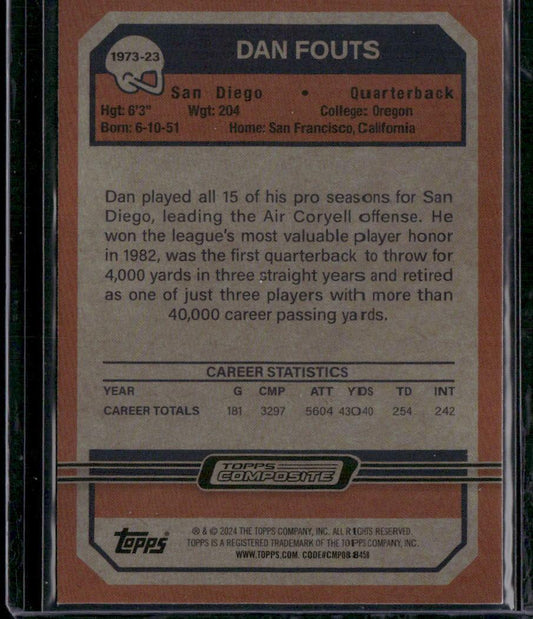 1973-23
DAN FOUTS
San Diego • Quarterback
Hgt: 6'3" Wgt: 204 College: Oregon
Born: 6-10-51 Home: San Francisco, California
Dan played all 15 of his pro seasons for San
Diego, leading the Air Coryell offense. He
won the league's most valuable player honor
in 1982, was the first quarterback to throw for
4,000 yards in three straight years and retired
as one of just three players with more than
40,000 career passing yards.
CAREER STATISTICS
YEAR G CMP ATT YDS TD INT
CAREER TOTALS 181 3297 5604 43040 254 242
TOPPS
COMPOSITE
topps
® & © 2024 THE TOPPS COMPANY, INC. ALL RIGHTS RESERVED.
TOPPS IS A REGISTERED TRADEMARK OF THE TOPPS COMPANY, INC.
WWW.TOPPS.COM. CODE#CMP08